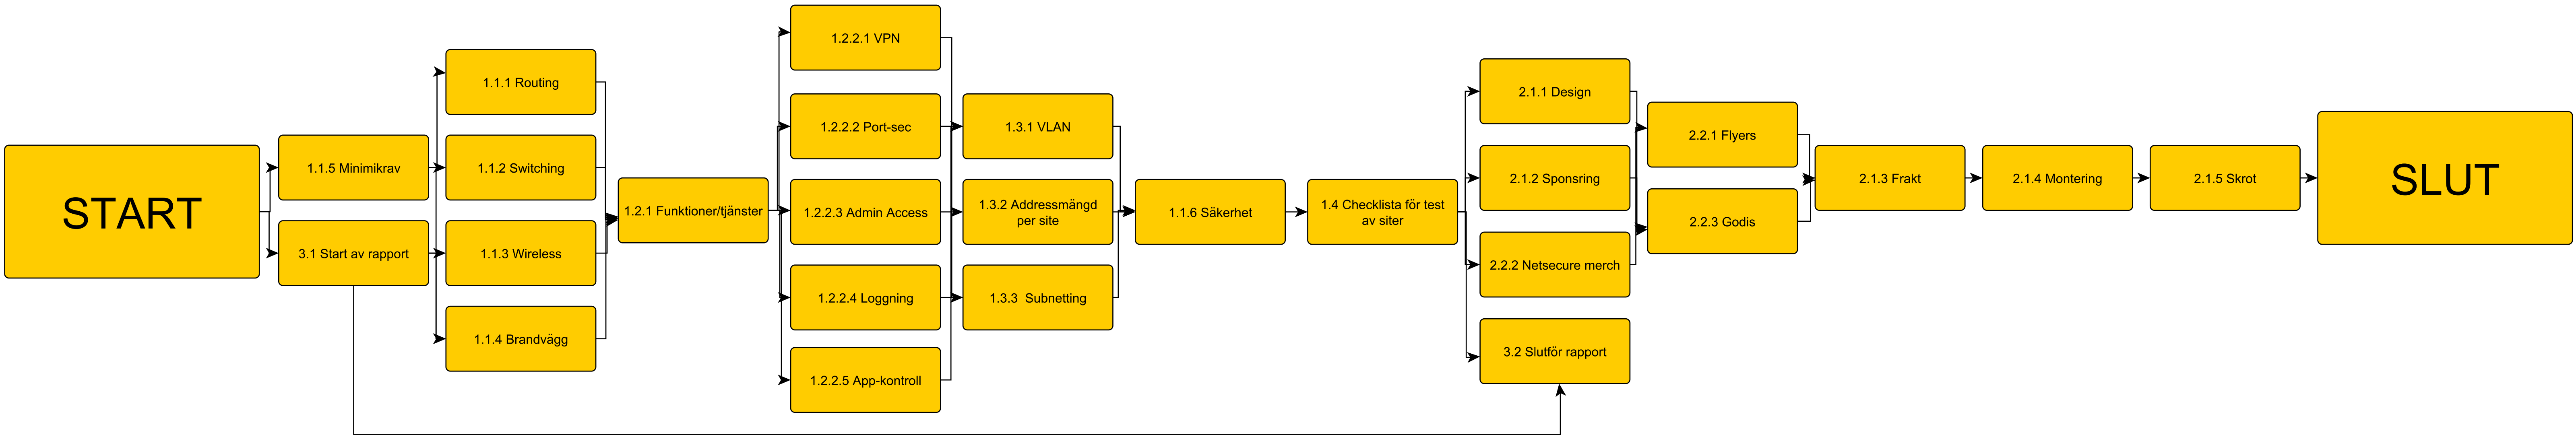 START
1.1.5 Minimikrav
3.1 Start av rapport
1.1.1 Routing
1.1.2 Switching
1.1.3 Wireless
1.1.4 Brandvägg
1.2.1 Funktioner/tjänster
1.2.2.1 VPN
1.2.2.2 Port-sec
1.2.2.3 Admin Access
1.2.2.4 Loggning
1.2.2.5 App-kontroll
1.3.1 VLAN
1.3.2 Addressmängd
per site
1.3.3 Subnetting
1.1.6 Säkerhet
1.4 Checklista för test
av siter
2.1.1 Design
2.1.2 Sponsring
2.2.2 Netsecure merch
3.2 Slutför rapport
2.2.1 Flyers
2.2.3 Godis
2.1.3 Frakt
2.1.4 Montering
2.1.5 Skrot
SLUT